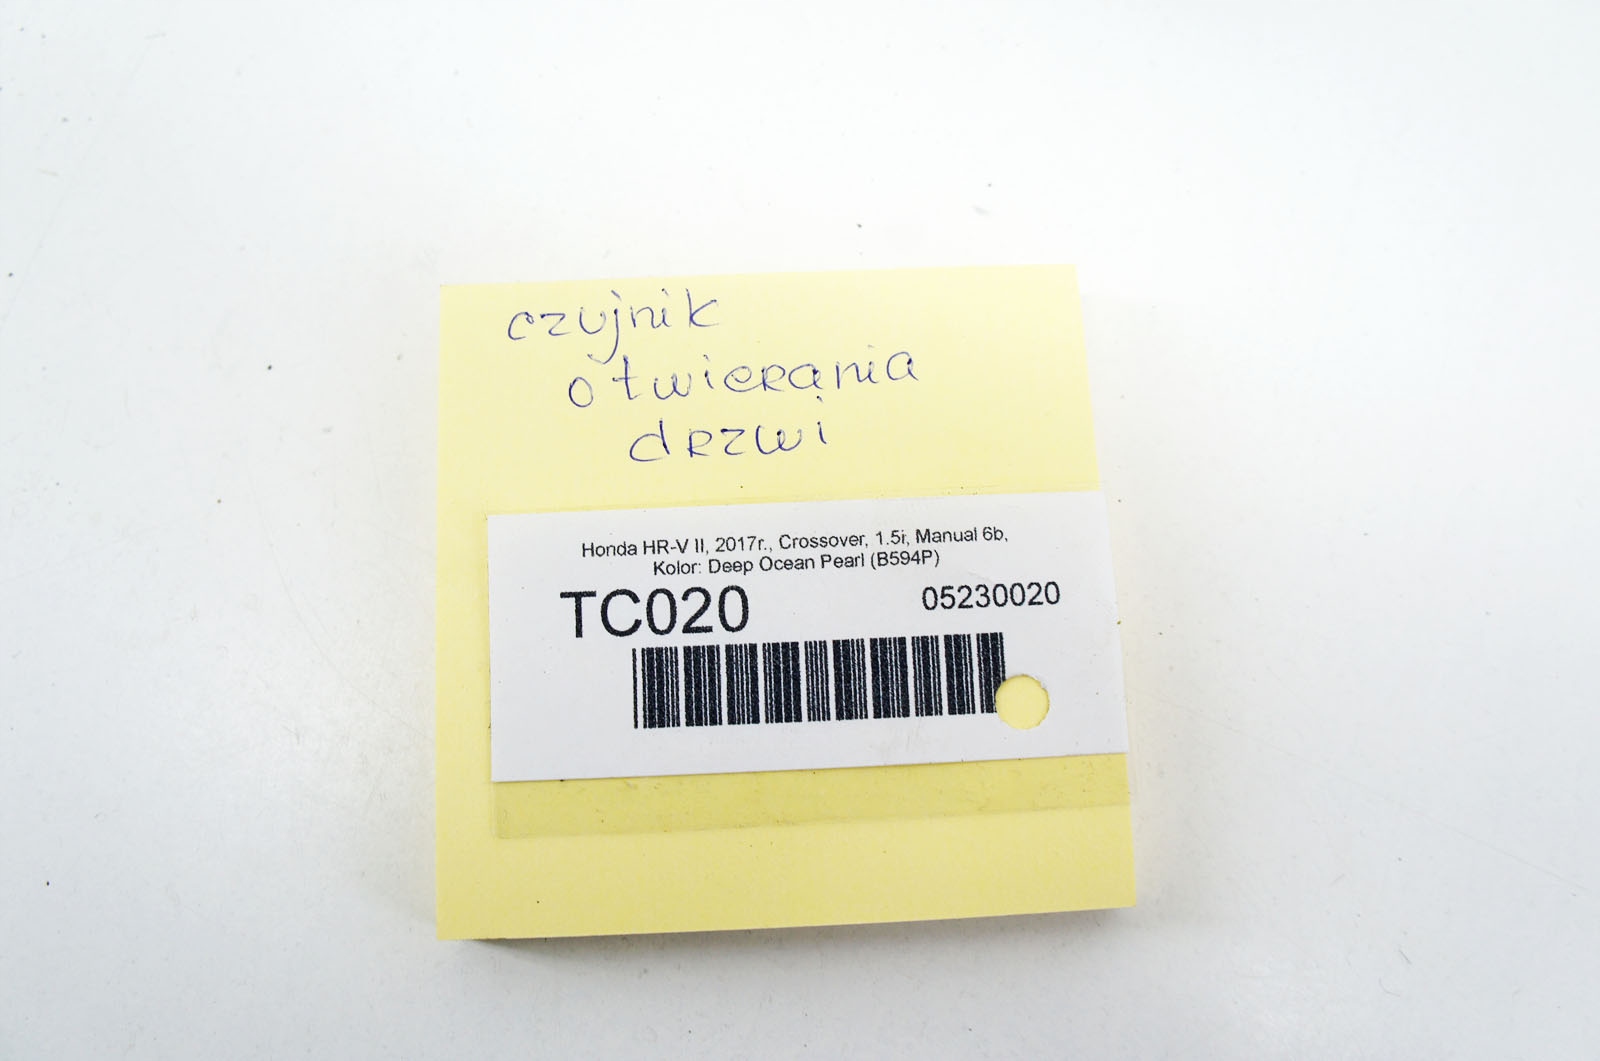 czujnik
otwierania
drzwi
Honda HR-V II, 2017r., Crossover, 1.5i, Manual 6b,
Kolor: Deep Ocean Pearl (B594P)
TC020 05230020